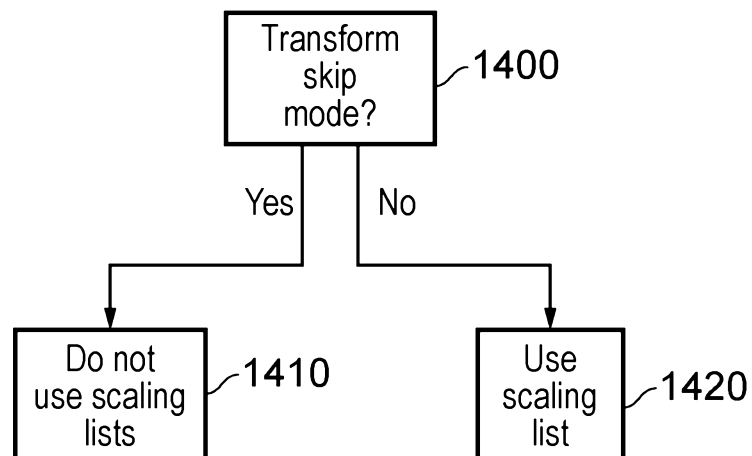 Transform
skip
mode?
1400
Yes
No
Do not
use scaling
lists
1410
Use
scaling
list
1420